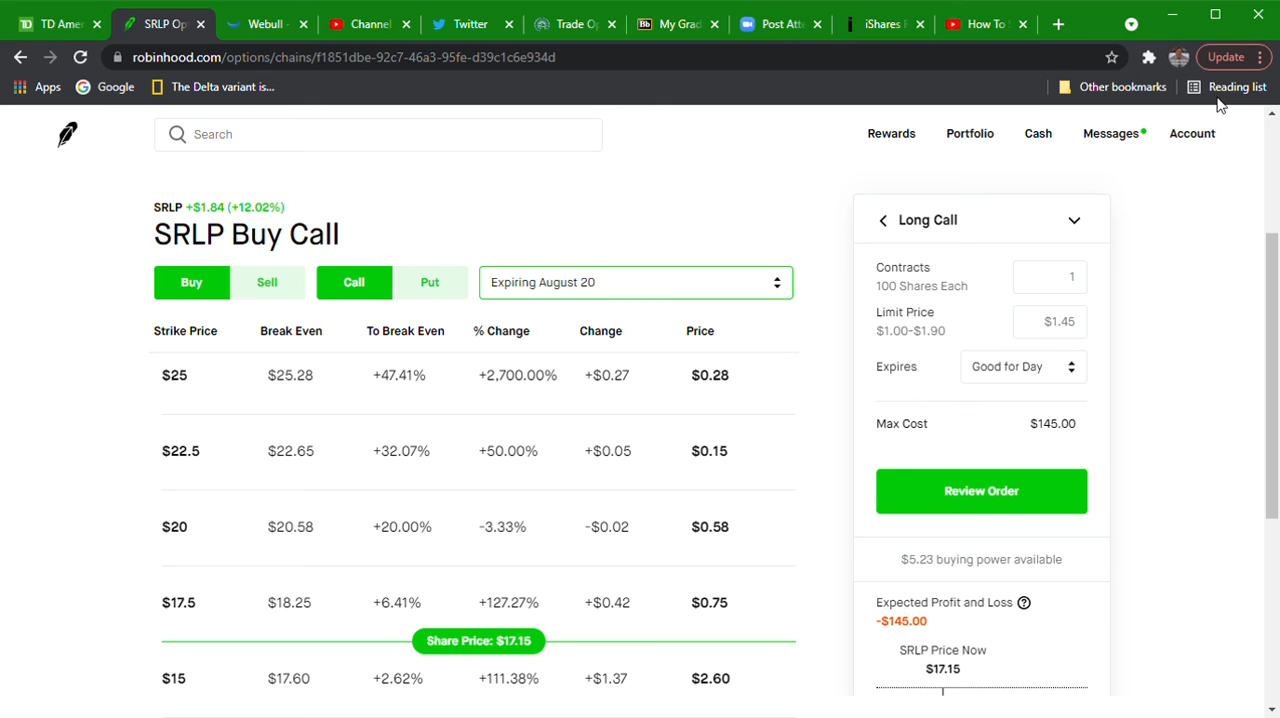 TD Amer
SRLP Op
Webull -
Channel
Twitter
Trade Op
Bb My Grad
Post Atte
iShares R
How To
robinhood.com/options/chains/f1851dbe-92c7-46a3-95fe-d39c1c6e934d
Update
Apps
Google
The Delta variant is...
Other bookmarks
Reading list
Search
Rewards
Portfolio
Cash
Messages
Account
SRLP +$1.84 (+12.02%)
SRLP Buy Call
Buy
Sell
Call
Put
Expiring August 20
Strike Price Break Even To Break Even % Change Change Price
$25 $25.28 +47.41% +2,700.00% +$0.27 $0.28
$22.5 $22.65 +32.07% +50.00% +$0.05 $0.15
$20 $20.58 +20.00% -3.33% -$0.02 $0.58
$17.5 $18.25 +6.41% +127.27% +$0.42 $0.75
Share Price: $17.15
$15 $17.60 +2.62% +111.38% +$1.37 $2.60
Long Call
Contracts 1
100 Shares Each
Limit Price $1.45
$1.00-$1.90
Expires Good for Day
Max Cost $145.00
Review Order
$5.23 buying power available
Expected Profit and Loss ?
-$145.00
SRLP Price Now
$17.15